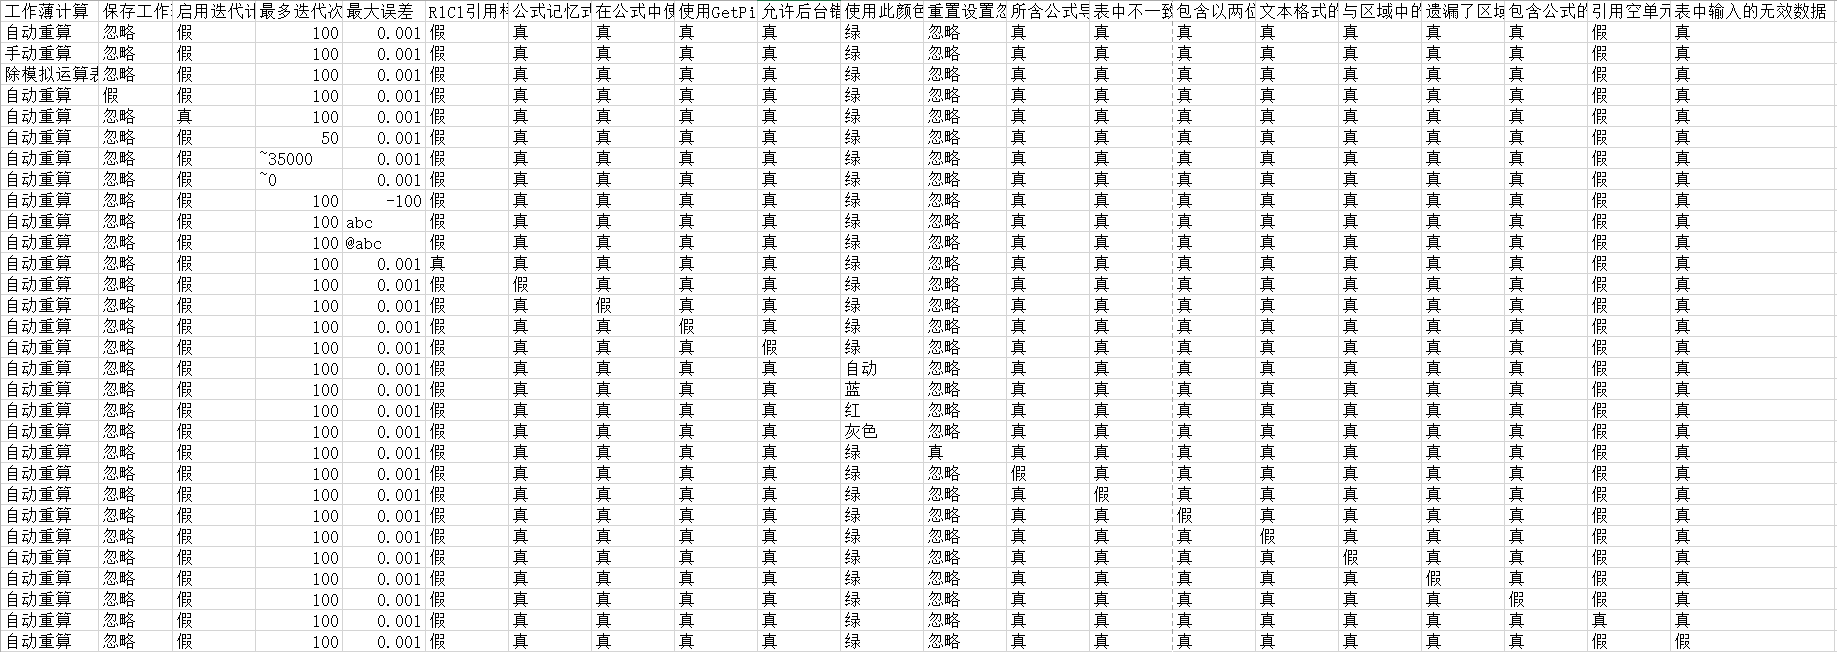 工作薄计算 保存工作 启用迭代计 最多迭代次 最大误差 R1C1引用样 公式记忆式 在公式中使 使用GetPi 允许后台错 使用此颜色 重置设置忽 所含公式导 表中不一致 包含以两位 文本格式的 与区域中的 遗漏了区域 包含公式的 引用空单元 表中输入的无效数据
自动重算 忽略 假 100 0.001 假 真 真 真 真 绿 忽略 真 真 真 真 真 真 真 假 真
手动重算 忽略 假 100 0.001 假 真 真 真 真 绿 忽略 真 真 真 真 真 真 真 假 真
除模拟运算表 忽略 假 100 0.001 假 真 真 真 真 绿 忽略 真 真 真 真 真 真 真 假 真
自动重算 假 假 100 0.001 假 真 真 真 真 绿 忽略 真 真 真 真 真 真 真 假 真
自动重算 忽略 真 100 0.001 假 真 真 真 真 绿 忽略 真 真 真 真 真 真 真 假 真
自动重算 忽略 假 50 0.001 假 真 真 真 真 绿 忽略 真 真 真 真 真 真 真 假 真
自动重算 忽略 假 ~35000 0.001 假 真 真 真 真 绿 忽略 真 真 真 真 真 真 真 假 真
自动重算 忽略 假 ~0 0.001 假 真 真 真 真 绿 忽略 真 真 真 真 真 真 真 假 真
自动重算 忽略 假 100 -100 假 真 真 真 真 绿 忽略 真 真 真 真 真 真 真 假 真
自动重算 忽略 假 100 abc 假 真 真 真 真 绿 忽略 真 真 真 真 真 真 真 假 真
自动重算 忽略 假 100 @abc 假 真 真 真 真 绿 忽略 真 真 真 真 真 真 真 假 真
自动重算 忽略 假 100 0.001 真 真 真 真 真 绿 忽略 真 真 真 真 真 真 真 假 真
自动重算 忽略 假 100 0.001 假 假 真 真 真 绿 忽略 真 真 真 真 真 真 真 假 真
自动重算 忽略 假 100 0.001 假 真 假 真 真 绿 忽略 真 真 真 真 真 真 真 假 真
自动重算 忽略 假 100 0.001 假 真 真 假 真 绿 忽略 真 真 真 真 真 真 真 假 真
自动重算 忽略 假 100 0.001 假 真 真 真 假 绿 忽略 真 真 真 真 真 真 真 假 真
自动重算 忽略 假 100 0.001 假 真 真 真 真 自动 忽略 真 真 真 真 真 真 真 假 真
自动重算 忽略 假 100 0.001 假 真 真 真 真 蓝 忽略 真 真 真 真 真 真 真 假 真
自动重算 忽略 假 100 0.001 假 真 真 真 真 红 忽略 真 真 真 真 真 真 真 假 真
自动重算 忽略 假 100 0.001 假 真 真 真 真 灰色 忽略 真 真 真 真 真 真 真 假 真
自动重算 忽略 假 100 0.001 假 真 真 真 真 绿 真 真 真 真 真 真 真 真 假 真
自动重算 忽略 假 100 0.001 假 真 真 真 真 绿 忽略 假 真 真 真 真 真 真 假 真
自动重算 忽略 假 100 0.001 假 真 真 真 真 绿 忽略 真 假 真 真 真 真 真 假 真
自动重算 忽略 假 100 0.001 假 真 真 真 真 绿 忽略 真 真 假 真 真 真 真 假 真
自动重算 忽略 假 100 0.001 假 真 真 真 真 绿 忽略 真 真 真 假 真 真 真 假 真
自动重算 忽略 假 100 0.001 假 真 真 真 真 绿 忽略 真 真 真 真 假 真 真 假 真
自动重算 忽略 假 100 0.001 假 真 真 真 真 绿 忽略 真 真 真 真 真 假 真 假 真
自动重算 忽略 假 100 0.001 假 真 真 真 真 绿 忽略 真 真 真 真 真 真 假 假 真
自动重算 忽略 假 100 0.001 假 真 真 真 真 绿 忽略 真 真 真 真 真 真 真 真 真
自动重算 忽略 假 100 0.001 假 真 真 真 真 绿 忽略 真 真 真 真 真 真 真 假 假